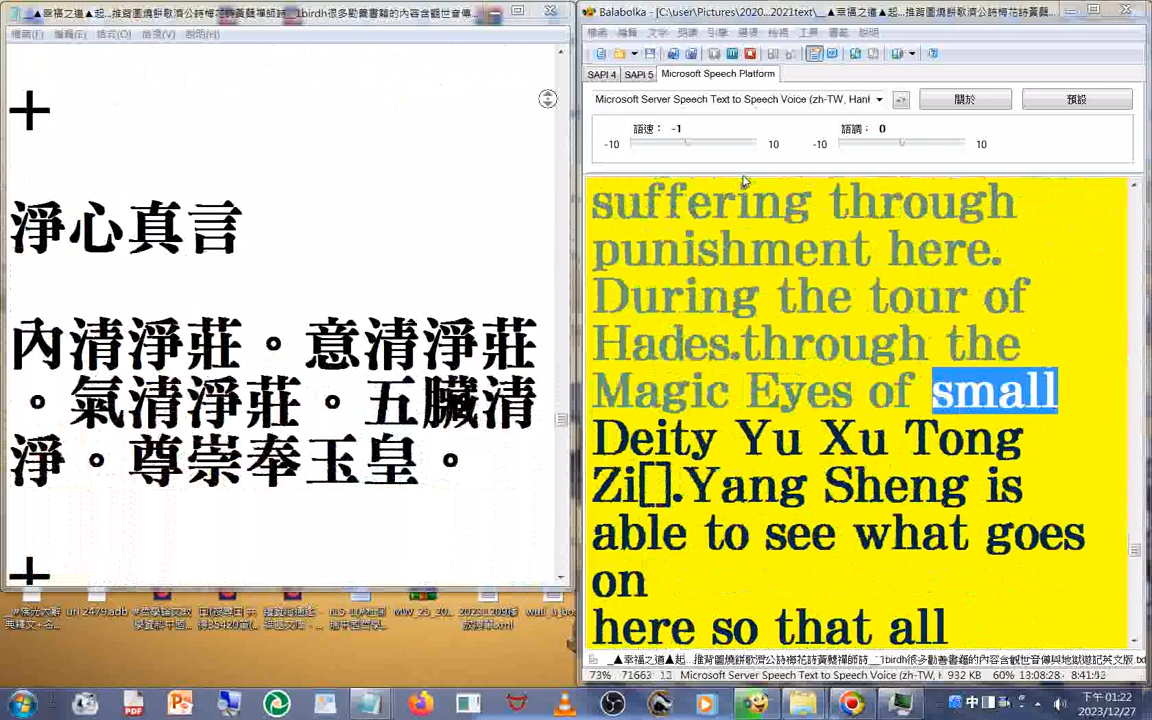 +
淨心真言
內清淨莊。意清淨莊
。氣清淨莊。五臟清
淨。尊崇奉玉皇。
+
Balabolka - [C:\user\Pictures\2020...2021text\
SAPI 4 SAPI 5 Microsoft Speech Platform
Microsoft Server Speech Text to Speech Voice (zh-TW, Han
關於
預設
語速： -1
語調： 0
-10 10 -10 10
suffering through
punishment here.
During the tour of
Hades.through the
Magic Eyes of small
Deity Yu Xu Tong
Zi[].Yang Sheng is
able to see what goes
on
here so that all
73% 71663 Microsoft Server Speech Text to Speech Voice (zh-TW, 932 KB 60% 13:08:28
下午 01:22
2023/12/27